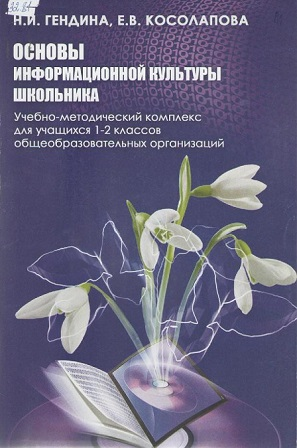 Н.И. ГЕНДИНА, Е.В. КОСОЛАПОВА
ОСНОВЫ
ИНФОРМАЦИОННОЙ КУЛЬТУРЫ
ШКОЛЬНИКА
Учебно-методический комплекс
для учащихся 1-2 классов
общеобразовательных организаций